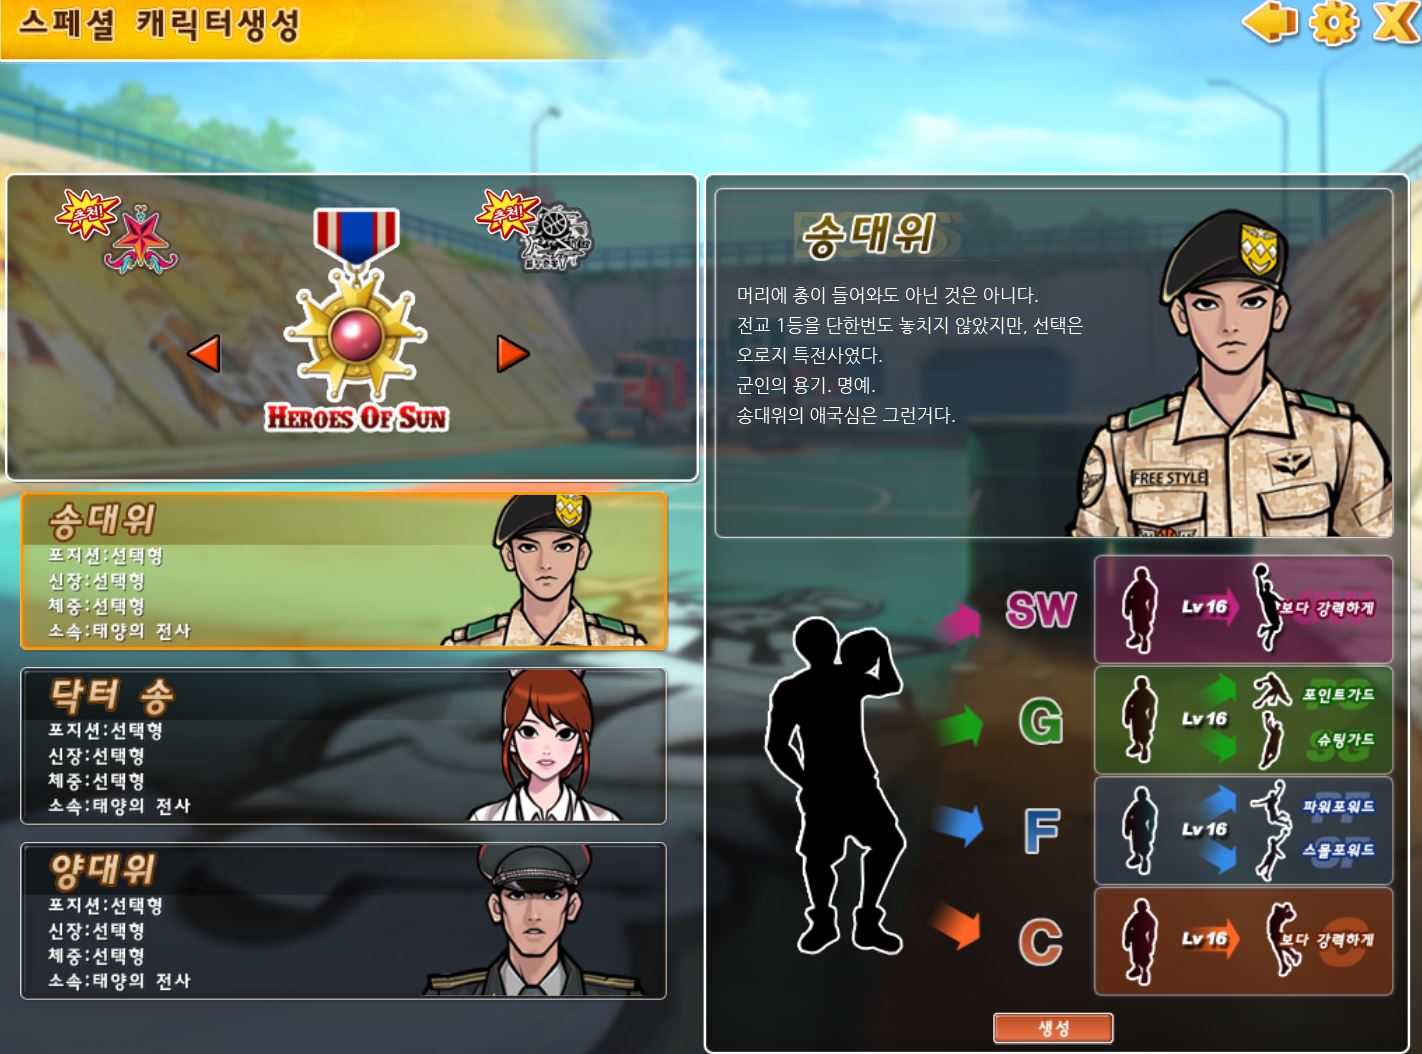 스페셜 캐릭터생성
추천!
추천!
HEROES OF SUN
송대위
포지션:선택형
신장:선택형
체중:선택형
소속:태양의 전사
닥터 송
포지션:선택형
신장:선택형
체중:선택형
소속:태양의 전사
양대위
포지션:선택형
신장:선택형
체중:선택형
소속:태양의 전사
송대위
머리에 총이 들어와도 아닌 것은 아니다.
전교 1등을 단한번도 놓치지 않았지만, 선택은
오로지 특전사였다.
군인의 용기. 명예.
송대위의 애국심은 그런거다.
FREE STYLE
SW
Lv 16
보다 강력하게
G
Lv 16
포인트가드
슈팅가드
F
Lv 16
파워포워드
스몰포워드
C
Lv 16
보다 강력하게
생성